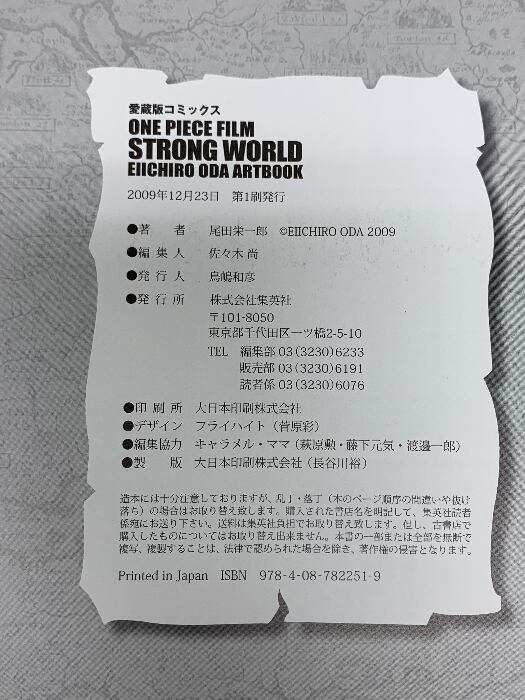 愛蔵版コミックス
ONE PIECE FILM
STRONG WORLD
EIICHIRO ODA ARTBOOK
2009年12月23日　第1刷発行
●著　者　尾田栄一郎　©EIICHIRO ODA 2009
●編集人　佐々木 尚
●発行人　鳥嶋和彦
●発行所　株式会社集英社
〒101-8050
東京都千代田区一ツ橋2-5-10
TEL　編集部 03(3230)6233
販売部 03(3230)6191
読者係 03(3230)6076
●印刷所　大日本印刷株式会社
●デザイン　フライハイト（菅原彩）
●編集協力　キャラメル・ママ（萩原勲・藤下元気・渡邊一郎）
●製　版　大日本印刷株式会社（長谷川裕）
造本には十分注意しておりますが、乱丁・落丁（本のページ順序の間違いや抜け
落ち）の場合はお取り替え致します。購入された書店名を明記して、集英社読者
係宛にお送り下さい。送料は集英社負担でお取り替え致します。但し、古書店で
購入したものについてはお取り替え出来ません。本書の一部または全部を無断で
複写、複製することは、法律で認められた場合を除き、著作権の侵害となります。
Printed in Japan　ISBN　978-4-08-782251-9